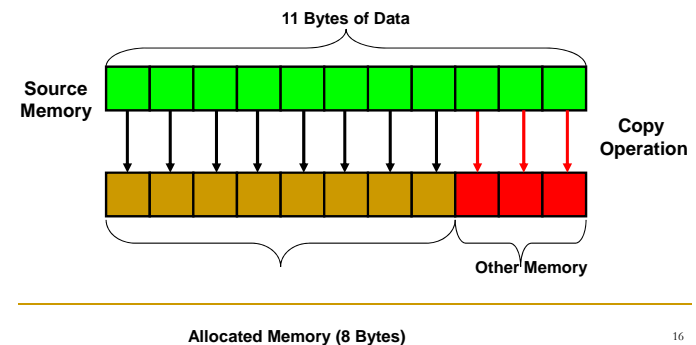 11 Bytes of Data
Source
Memory
Copy
Operation
Other Memory
Allocated Memory (8 Bytes)
16